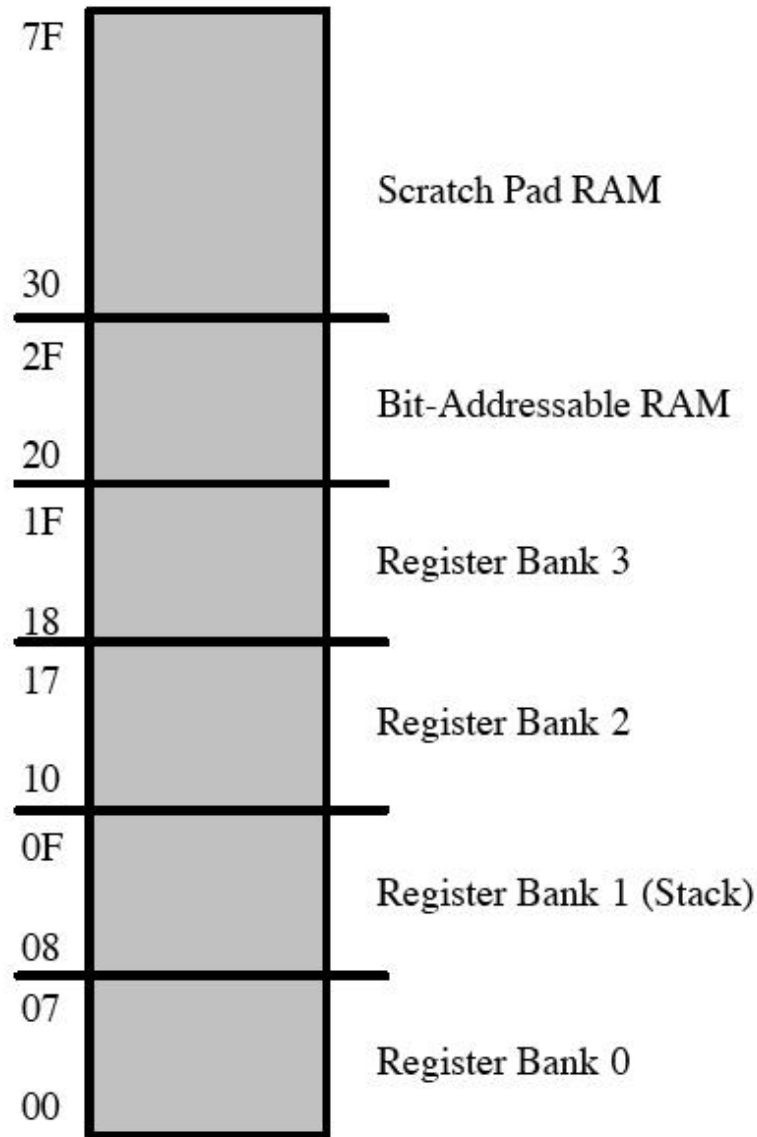 7F
Scratch Pad RAM
30
2F
Bit-Addressable RAM
20
1F
Register Bank 3
18
17
Register Bank 2
10
0F
Register Bank 1 (Stack)
08
07
Register Bank 0
00